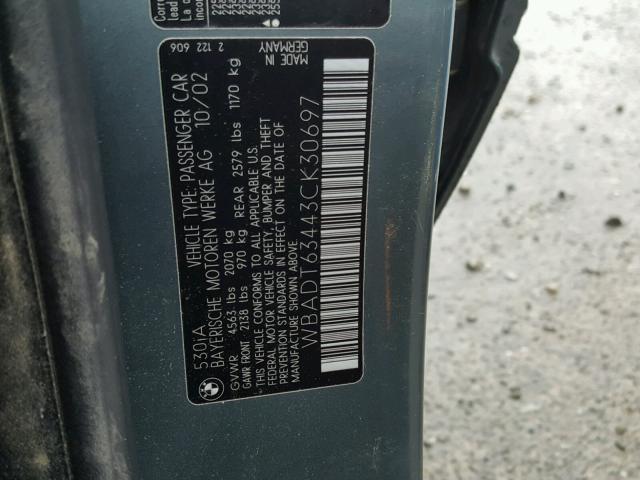 530iA VEHICLE TYPE: PASSENGER CAR
BAYERISCHE MOTOREN WERKE AG 10/02
GVWR 4563 lbs 2070 kg
GAWR FRONT 2138 lbs 970 kg REAR 2579 lbs 1170 kg
THIS VEHICLE CONFORMS TO ALL APPLICABLE U.S.
FEDERAL MOTOR VEHICLE SAFETY, BUMPER AND THEFT
PREVENTION STANDARDS IN EFFECT ON THE DATE OF
MANUFACTURE SHOWN ABOVE.
WBADT63443CK30697
MADE IN
GERMANY
2 122 606
lead
La c
incorre